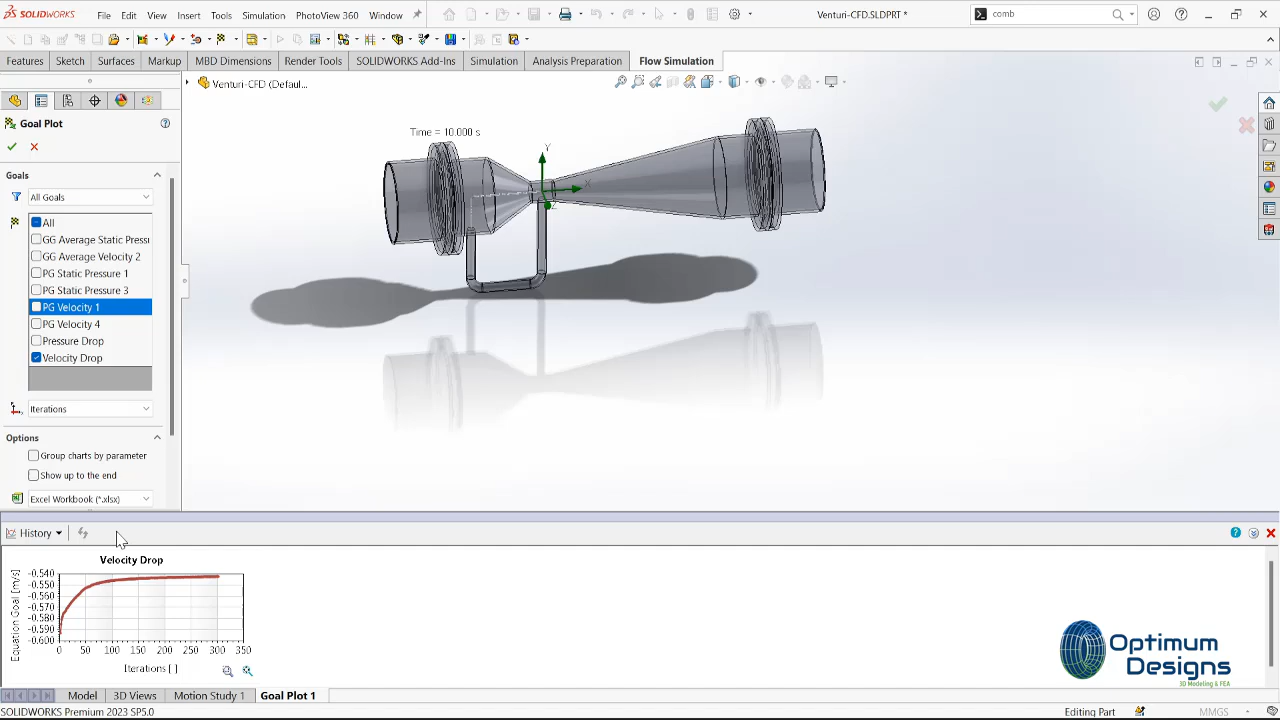 SOLIDWORKS
File Edit View Insert Tools Simulation PhotoView 360 Window
Venturi-CFD.SLDPRT *
comb
Features Sketch Surfaces Markup MBD Dimensions Render Tools SOLIDWORKS Add-Ins Simulation Analysis Preparation Flow Simulation
Venturi-CFD (Defaul...
Goal Plot
Goals
All Goals
All
GG Average Static Pressu
GG Average Velocity 2
PG Static Pressure 1
PG Static Pressure 3
PG Velocity 1
PG Velocity 4
Pressure Drop
Velocity Drop
Iterations
Options
Group charts by parameter
Show up to the end
Excel Workbook (*.xlsx)
Time = 10.000 s
Y
X
History
Velocity Drop
Equation Goal [m/s]
-0.540
-0.550
-0.560
-0.570
-0.580
-0.590
-0.600
0 50 100 150 200 250 300 350
Iterations [ ]
Optimum
Designs
3D Modeling & FEA
Model 3D Views Motion Study 1 Goal Plot 1
SOLIDWORKS Premium 2023 SP5.0
Editing Part
MMGS